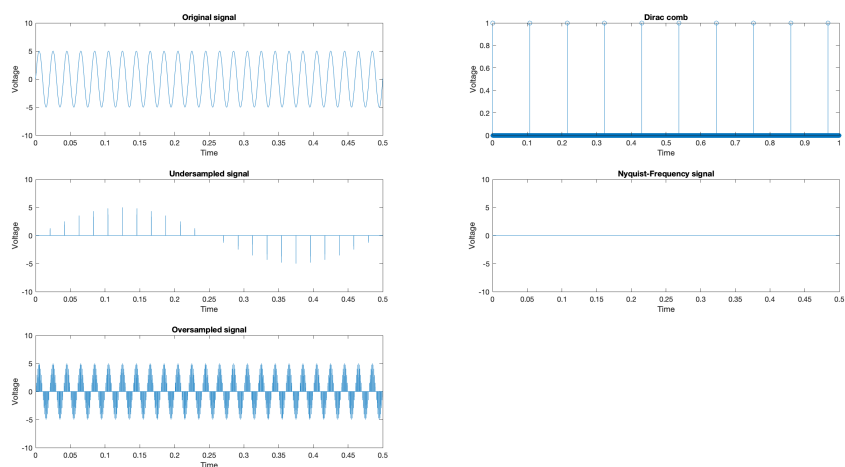 Original signal
Voltage
10
5
0
-5
-10
0 0.05 0.1 0.15 0.2 0.25 0.3 0.35 0.4 0.45 0.5
Time
Dirac comb
Voltage
1
0.8
0.6
0.4
0.2
0
0 0.1 0.2 0.3 0.4 0.5 0.6 0.7 0.8 0.9 1
Time
Undersampled signal
Voltage
10
5
0
-5
-10
0 0.05 0.1 0.15 0.2 0.25 0.3 0.35 0.4 0.45 0.5
Time
Nyquist-Frequency signal
Voltage
10
5
0
-5
-10
0 0.05 0.1 0.15 0.2 0.25 0.3 0.35 0.4 0.45 0.5
Time
Oversampled signal
Voltage
10
5
0
-5
-10
0 0.05 0.1 0.15 0.2 0.25 0.3 0.35 0.4 0.45 0.5
Time